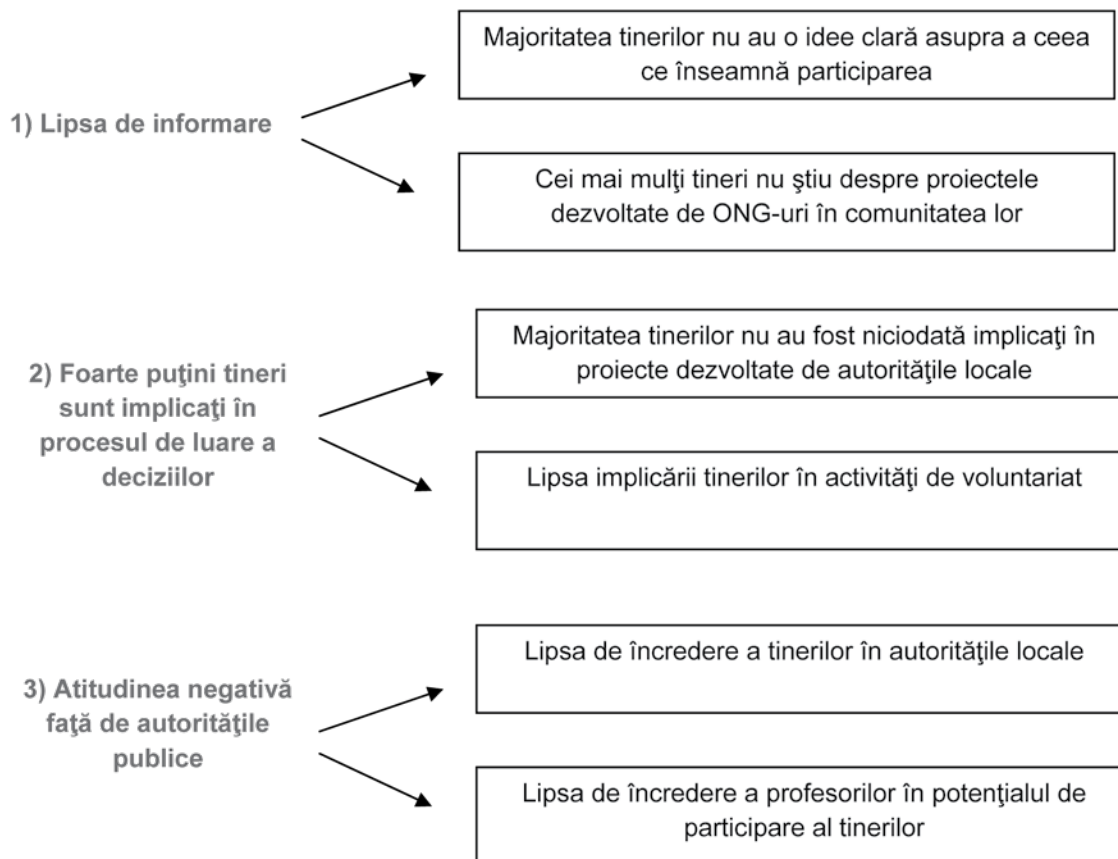 1) Lipsa de informare
Majoritatea tinerilor nu au o idee clară asupra a ceea
ce înseamnă participarea
Cei mai mulţi tineri nu ştiu despre proiectele
dezvoltate de ONG-uri în comunitatea lor
2) Foarte puţini tineri
sunt implicaţi în
procesul de luare a
deciziilor
Majoritatea tinerilor nu au fost niciodată implicaţi în
proiecte dezvoltate de autorităţile locale
Lipsa implicării tinerilor în activităţi de voluntariat
3) Atitudinea negativă
faţă de autorităţile
publice
Lipsa de încredere a tinerilor în autorităţile locale
Lipsa de încredere a profesorilor în potenţialul de
participare al tinerilor